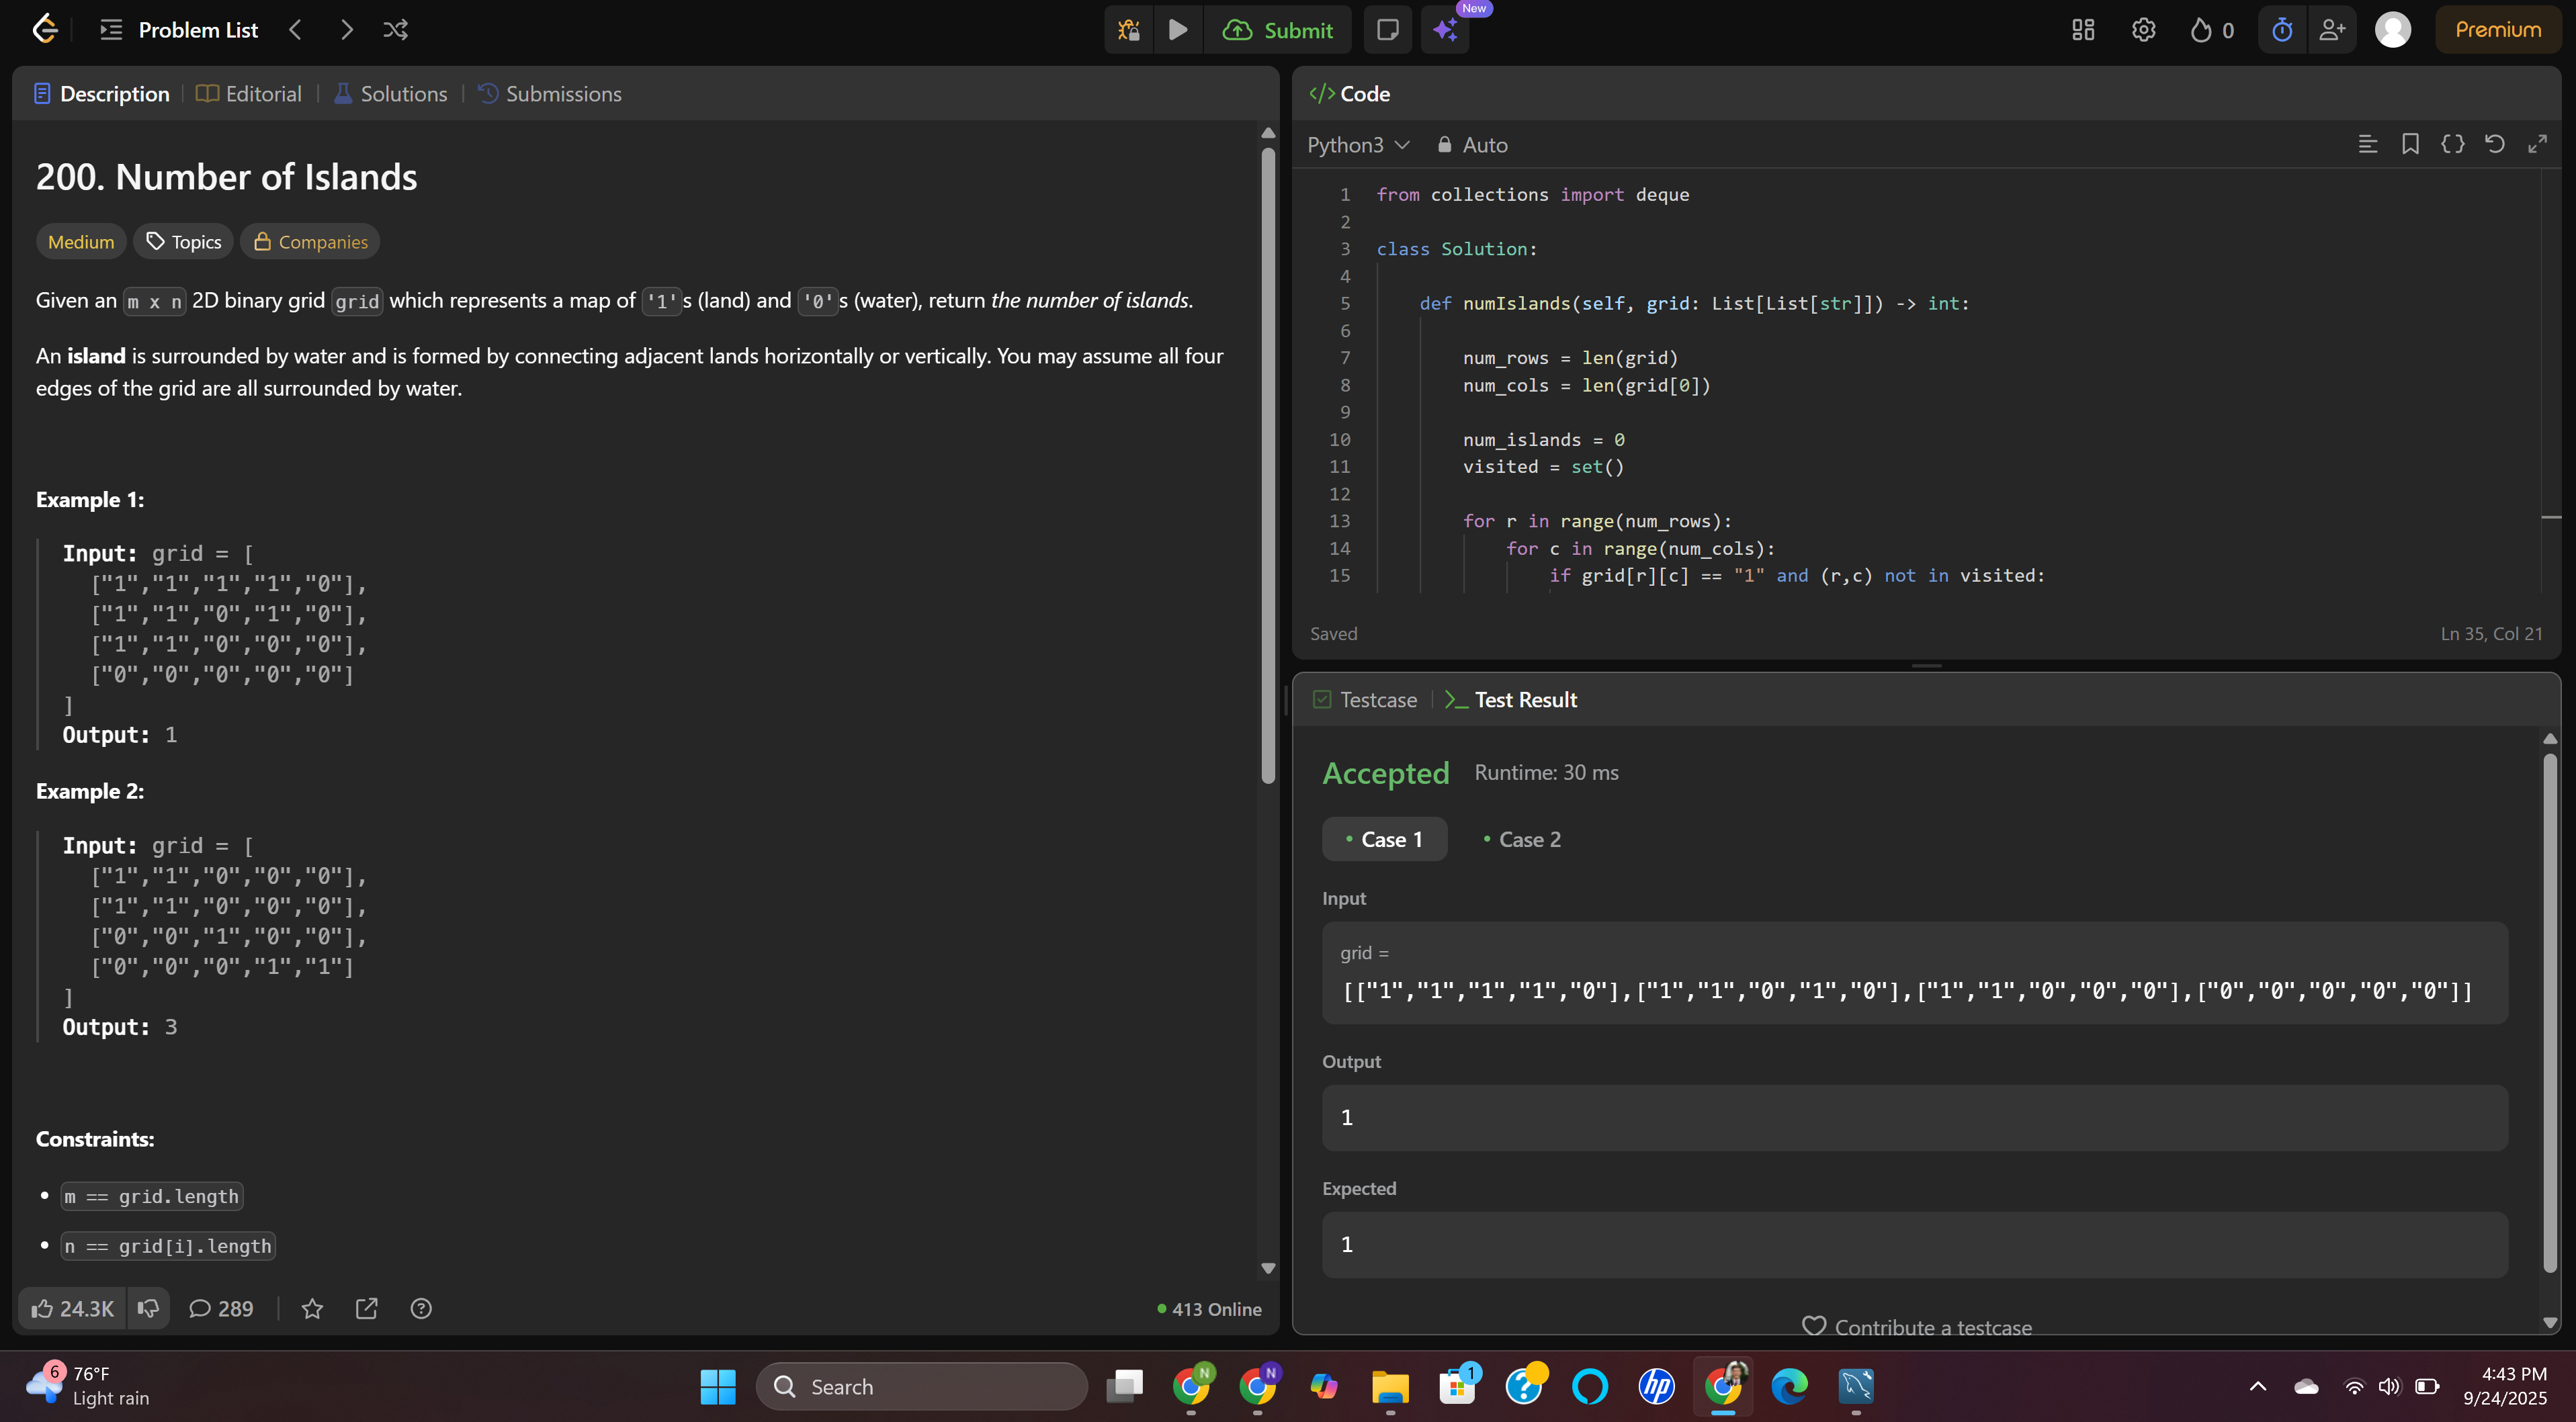 Problem List
Submit
New
0
Premium
Description
Editorial
Solutions
Submissions
200. Number of Islands
Medium
Topics
Companies
Given an m x n 2D binary grid grid which represents a map of '1's (land) and '0's (water), return the number of islands.
An island is surrounded by water and is formed by connecting adjacent lands horizontally or vertically. You may assume all four
edges of the grid are all surrounded by water.
Example 1:
Input: grid = [
["1","1","1","1","0"],
["1","1","0","1","0"],
["1","1","0","0","0"],
["0","0","0","0","0"]
]
Output: 1
Example 2:
Input: grid = [
["1","1","0","0","0"],
["1","1","0","0","0"],
["0","0","1","0","0"],
["0","0","0","1","1"]
]
Output: 3
Constraints:
• m == grid.length
• n == grid[i].length
24.3K
289
413 Online
</> Code
Python3
Auto
1 from collections import deque
2
3 class Solution:
4
5 def numIslands(self, grid: List[List[str]]) -> int:
6
7 num_rows = len(grid)
8 num_cols = len(grid[0])
9
10 num_islands = 0
11 visited = set()
12
13 for r in range(num_rows):
14 for c in range(num_cols):
15 if grid[r][c] == "1" and (r,c) not in visited:
Saved
Ln 35, Col 21
Testcase
>_ Test Result
Accepted
Runtime: 30 ms
• Case 1
• Case 2
Input
grid =
[["1","1","1","1","0"],["1","1","0","1","0"],["1","1","0","0","0"],["0","0","0","0","0"]]
Output
1
Expected
1
Contribute a testcase
6
76°F
Light rain
Search
N
N
1
?
hp
4:43 PM
9/24/2025